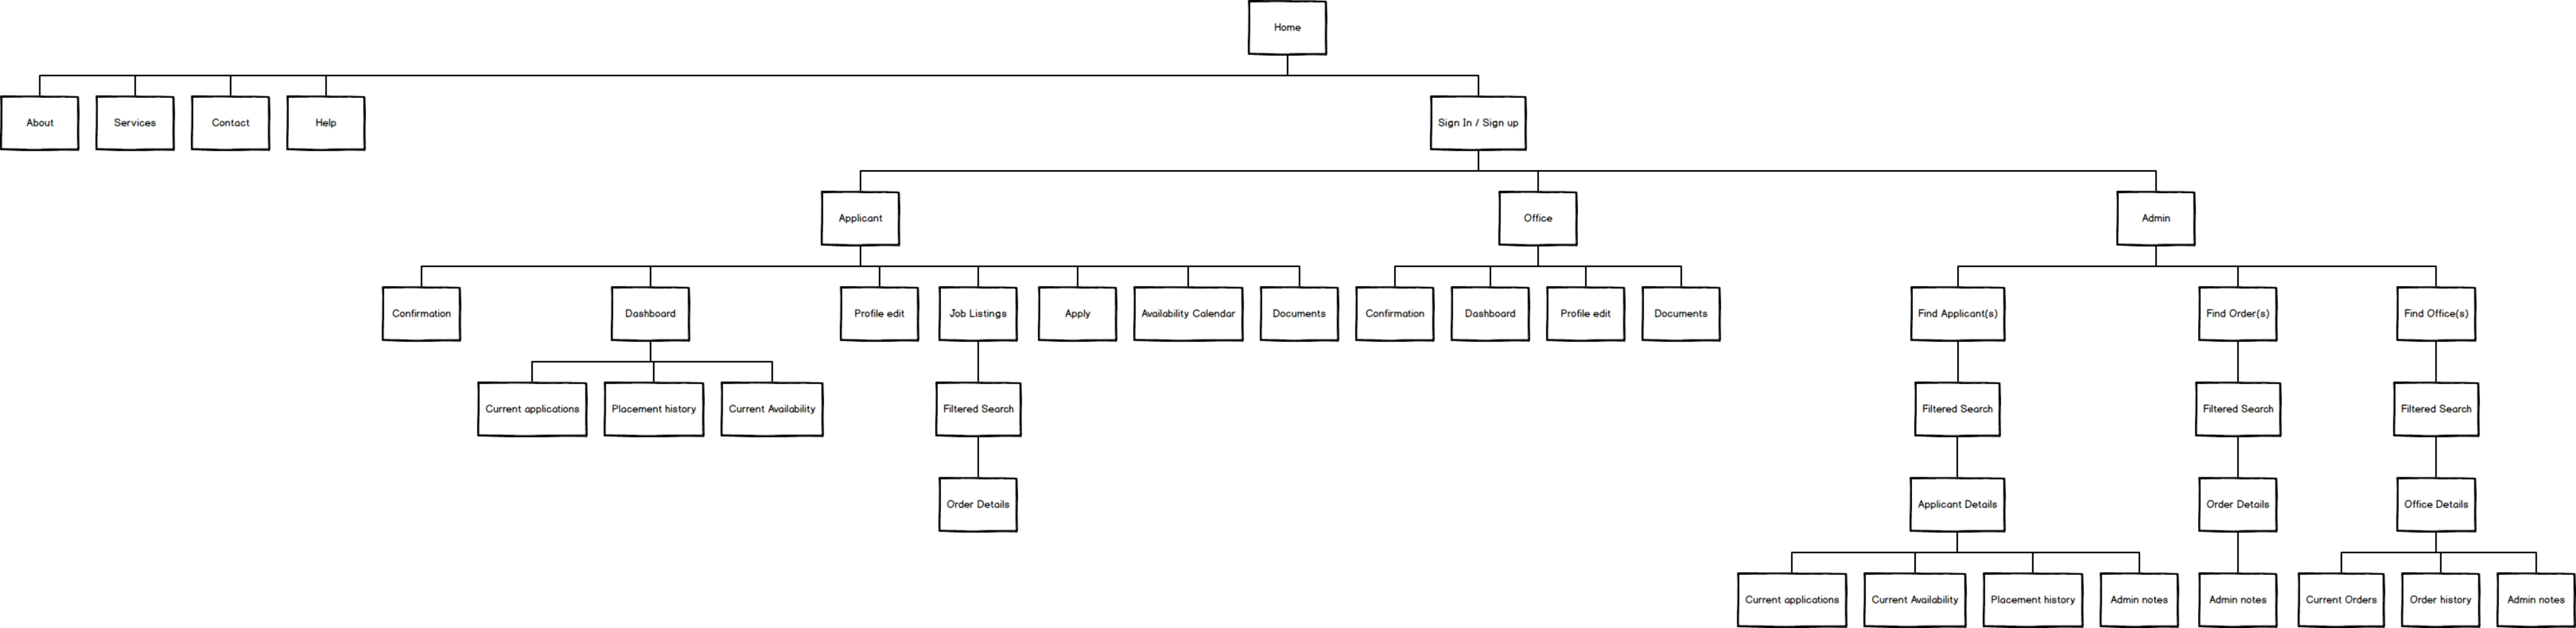 Home
About
Services
Contact
Help
Sign In / Sign up
Applicant
Office
Admin
Confirmation
Dashboard
Profile edit
Job Listings
Apply
Availability Calendar
Documents
Confirmation
Dashboard
Profile edit
Documents
Find Applicant(s)
Find Order(s)
Find Office(s)
Current applications
Placement history
Current Availability
Filtered Search
Filtered Search
Filtered Search
Filtered Search
Order Details
Applicant Details
Order Details
Office Details
Current applications
Current Availability
Placement history
Admin notes
Admin notes
Current Orders
Order history
Admin notes